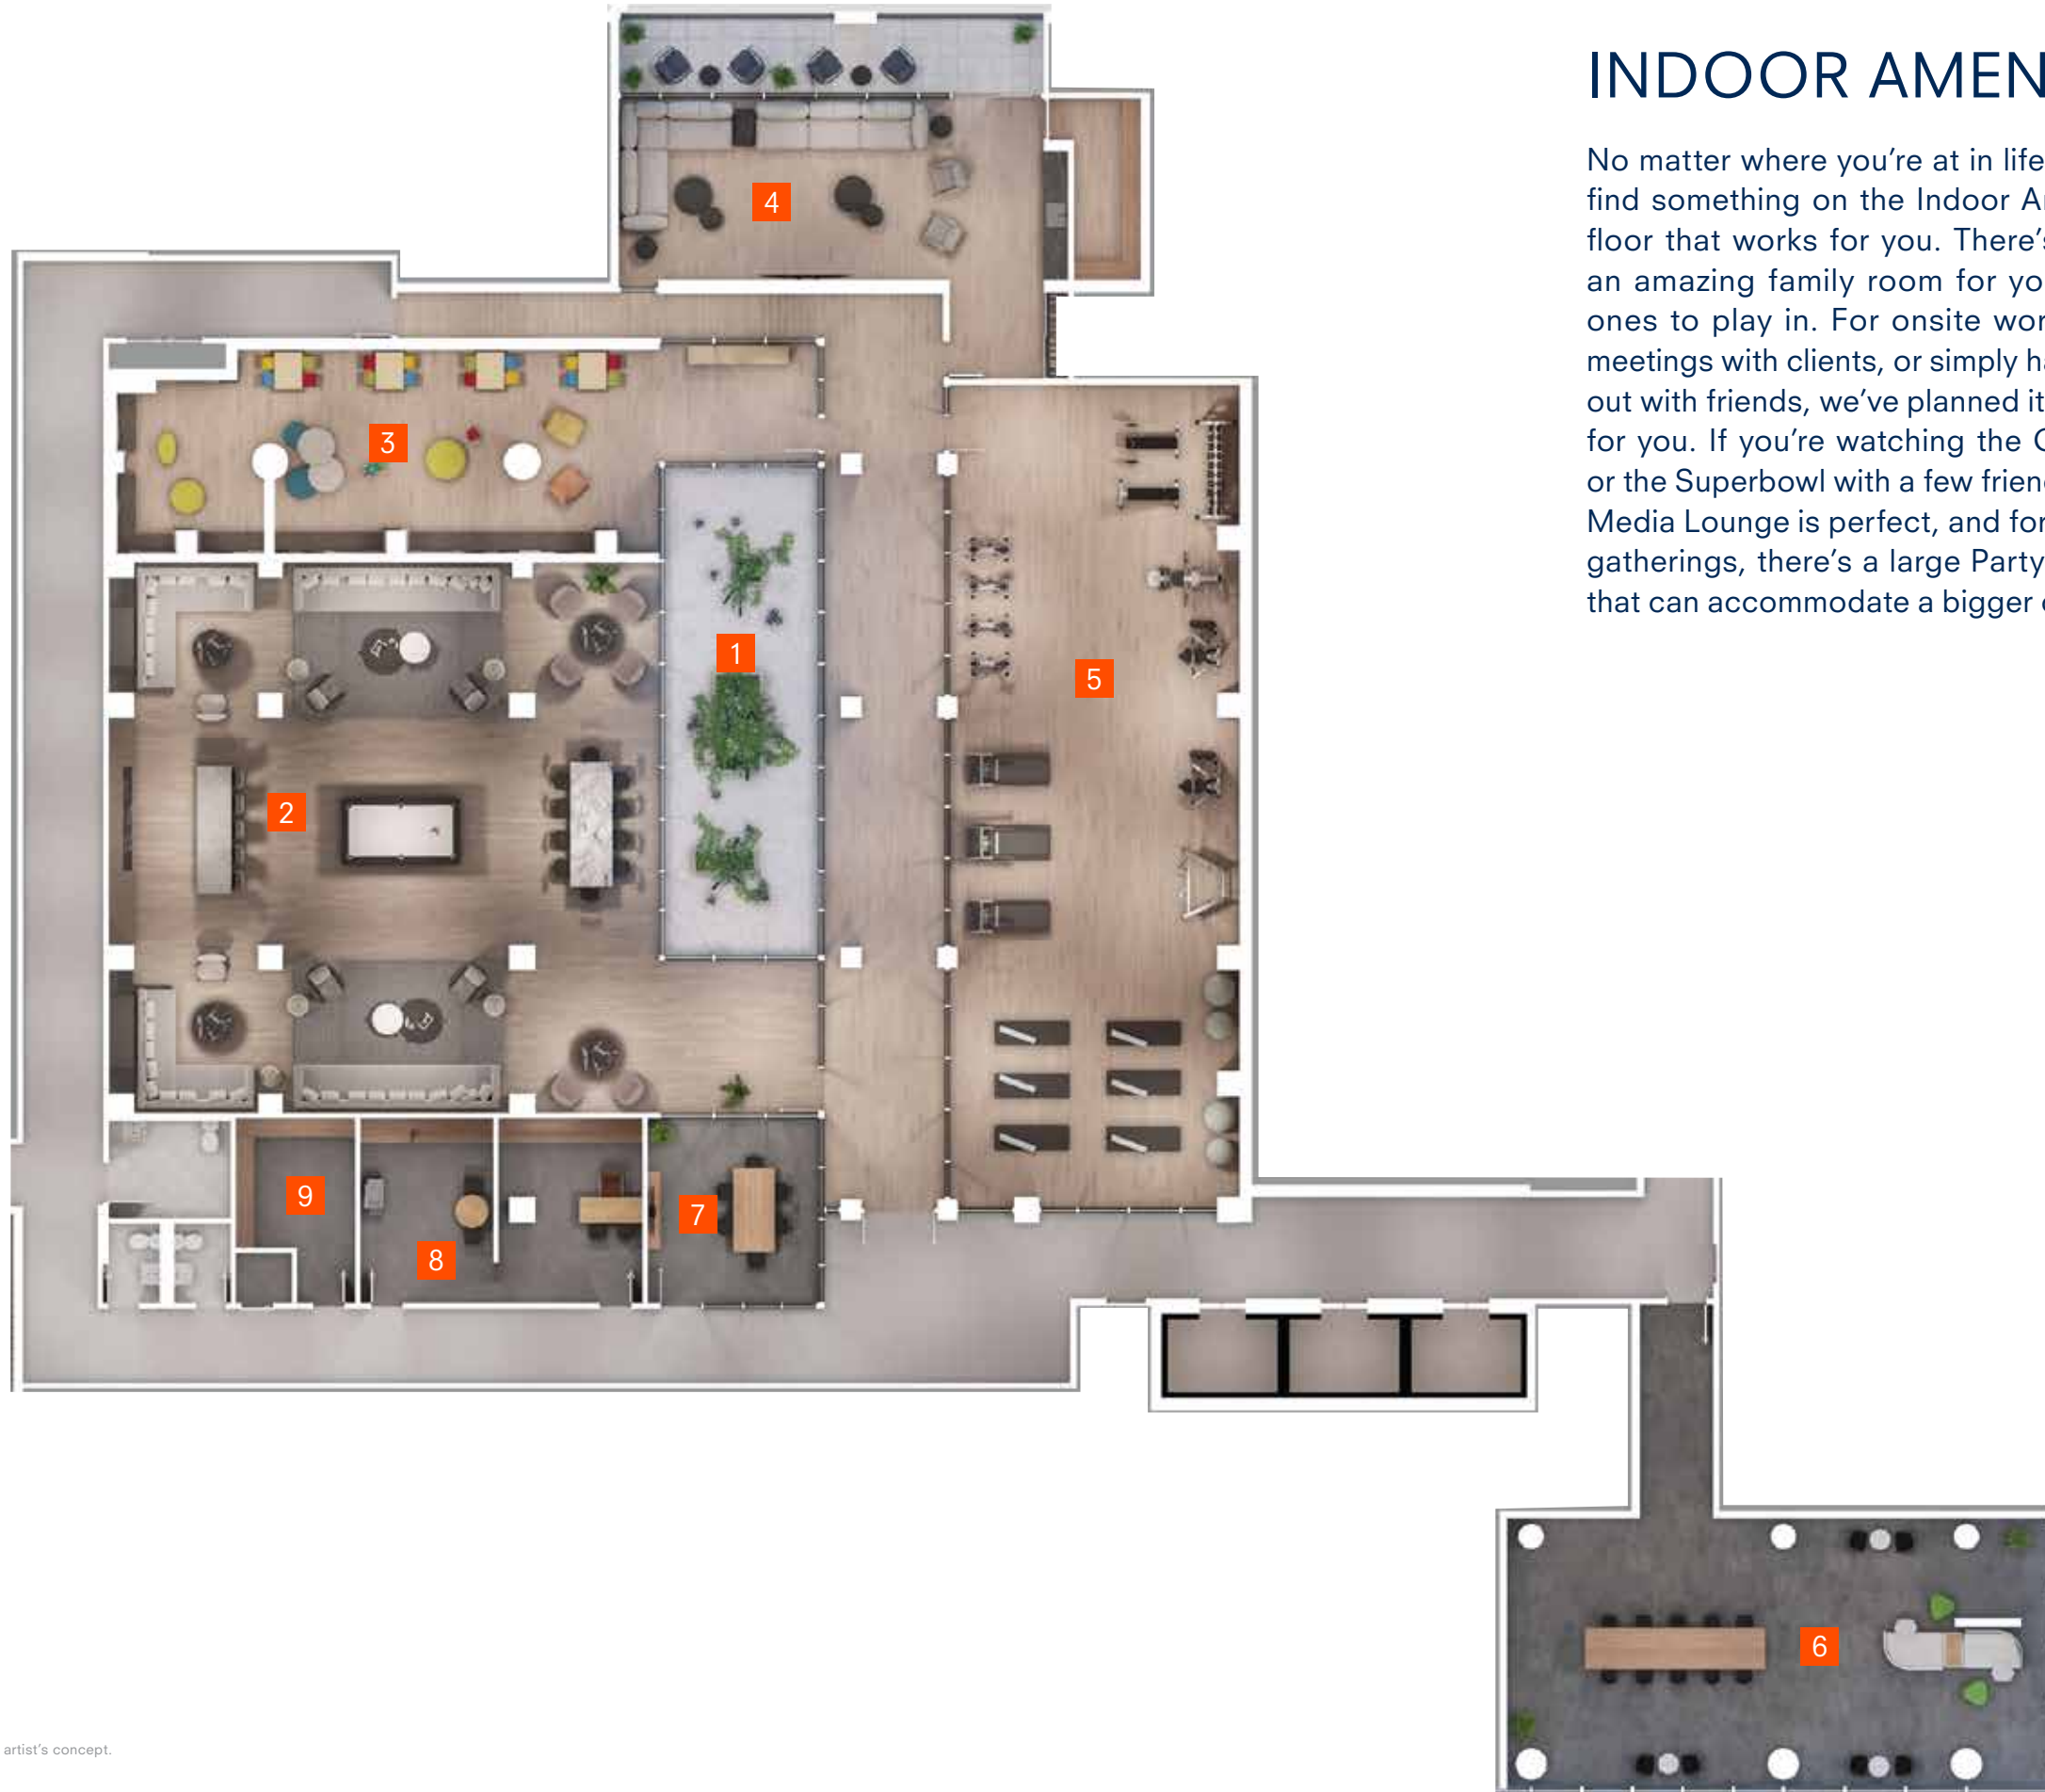 INDOOR AMEN
No matter where you're at in life
find something on the Indoor A
floor that works for you. There's
an amazing family room for yo
ones to play in. For onsite wor
meetings with clients, or simply ha
out with friends, we've planned it
for you. If you're watching the
or the Superbowl with a few frien
Media Lounge is perfect, and for
gatherings, there's a large Party
that can accommodate a bigger
4
3
1
5
2
9
7
8
6
artist's concept.